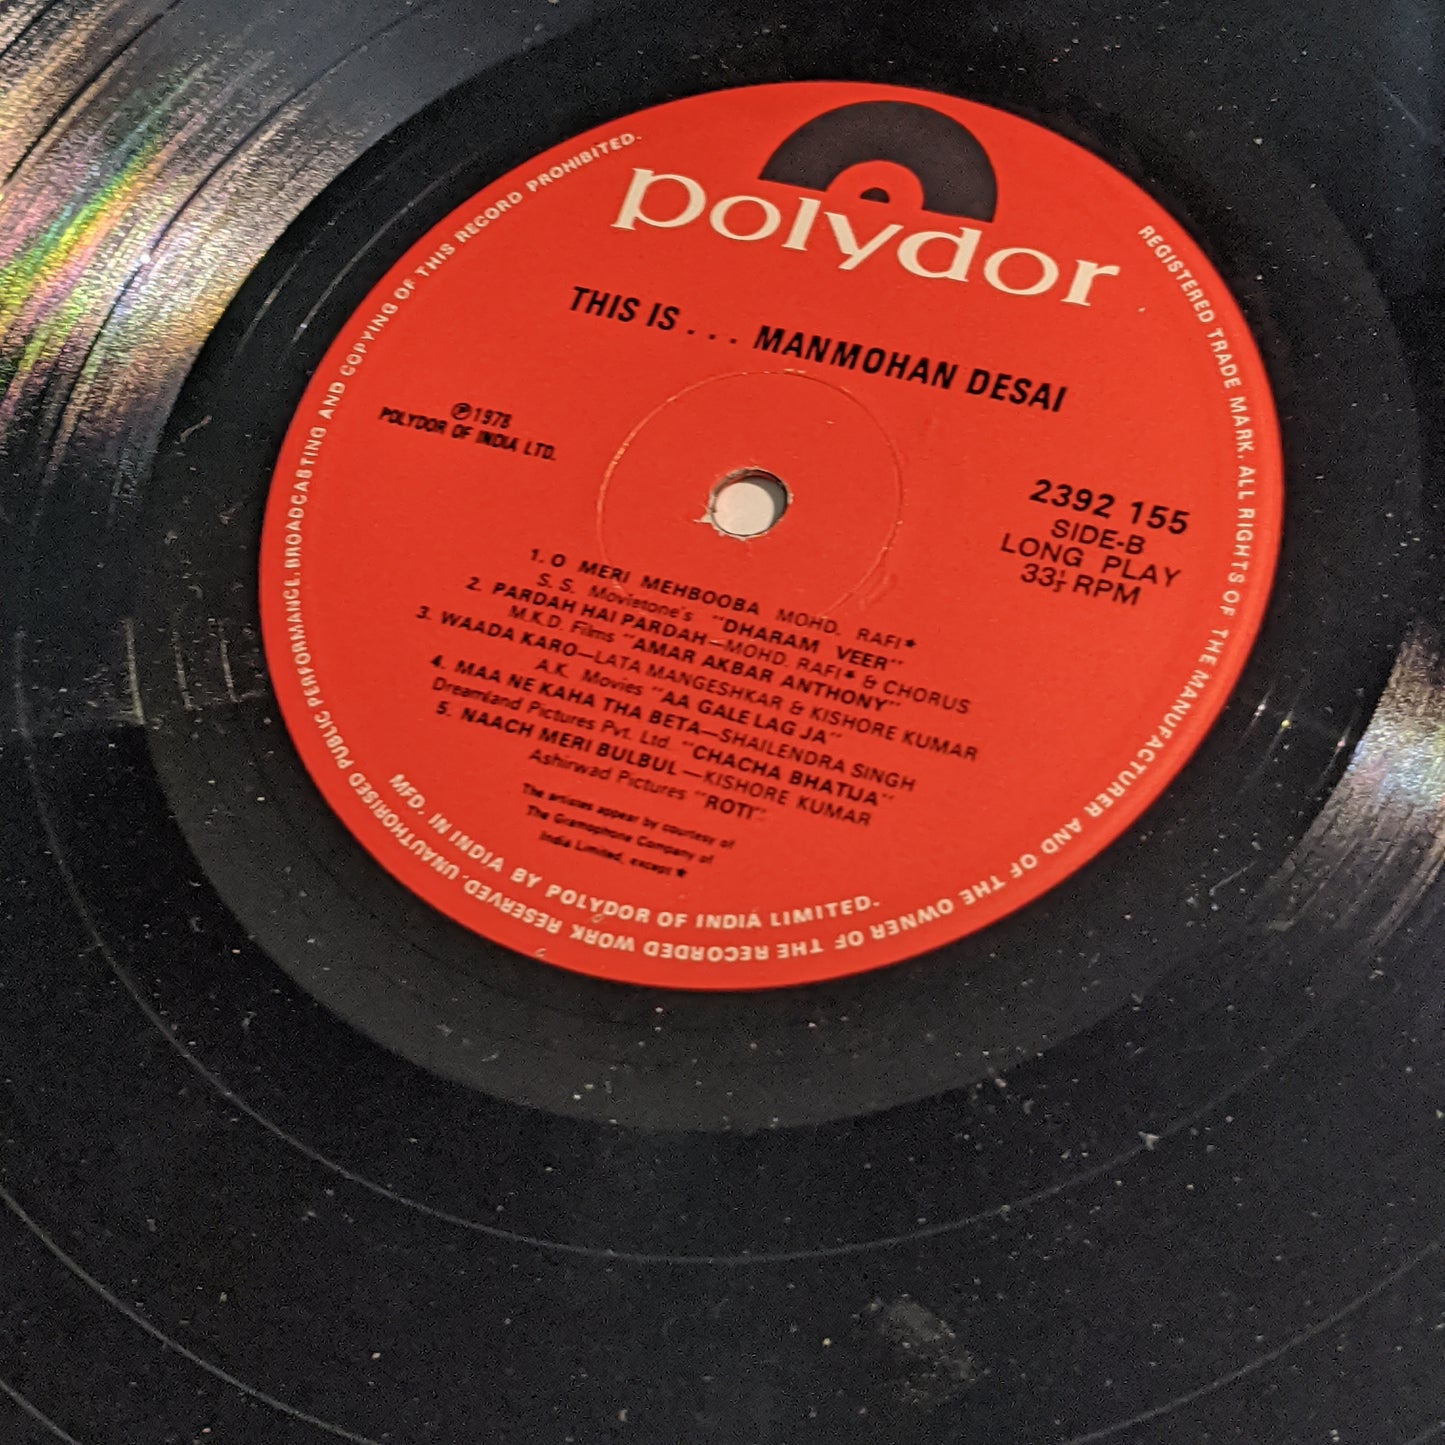 polydor
THIS IS . . . MANMOHAN DESAI
℗1978
POLYDOR OF INDIA LTD.
2392 155
SIDE-B
LONG PLAY
33⅓ RPM
1. O MERI MEHBOOBA MOHD. RAFI★
S. S. Movietone's "DHARAM VEER"
2. PARDAH HAI PARDAH—MOHD. RAFI★ & CHORUS
M.K.D. Films "AMAR AKBAR ANTHONY"
3. WAADA KARO—LATA MANGESHKAR & KISHORE KUMAR
A.K. Movies "AA GALE LAG JA"
4. MAA NE KAHA THA BETA—SHAILENDRA SINGH
Dreamland Pictures Pvt. Ltd. "CHACHA BHATIJA"
5. NAACH MERI BULBUL—KISHORE KUMAR
Ashirwad Pictures "ROTI"
The artistes appear by courtesy of
The Gramophone Company of
India Limited, except ★
MFD. IN INDIA BY POLYDOR OF INDIA LIMITED.
REGISTERED TRADE MARK. ALL RIGHTS OF THE MANUFACTURER AND OF THE OWNER OF THE RECORDED WORK RESERVED. UNAUTHORISED PUBLIC PERFORMANCE, BROADCASTING AND COPYING OF THIS RECORD PROHIBITED.